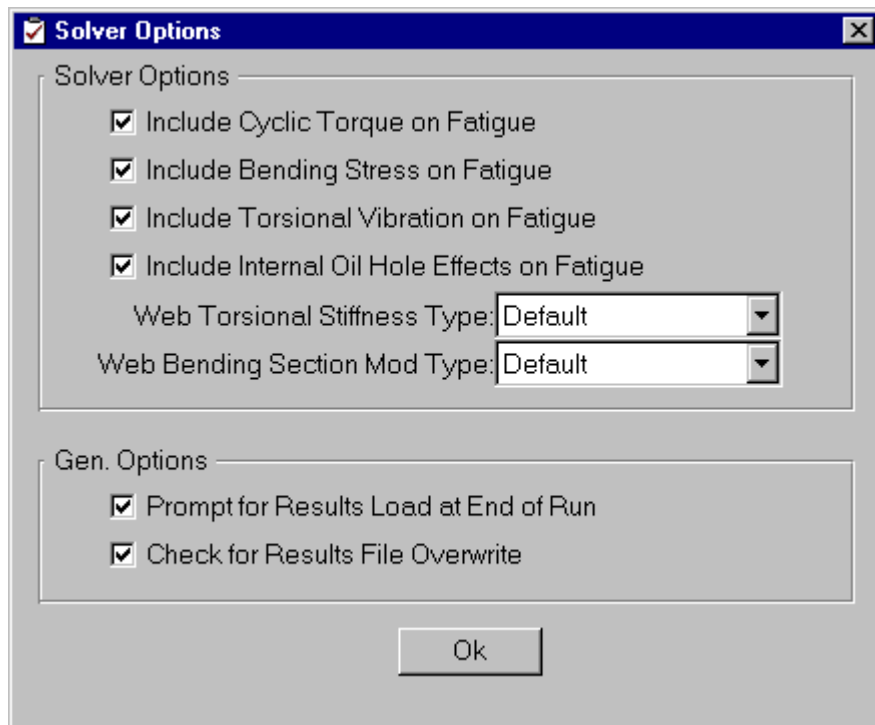 Solver Options
Solver Options
Include Cyclic Torque on Fatigue
Include Bending Stress on Fatigue
Include Torsional Vibration on Fatigue
Include Internal Oil Hole Effects on Fatigue
Web Torsional Stiffness Type: Default
Web Bending Section Mod Type: Default
Gen. Options
Prompt for Results Load at End of Run
Check for Results File Overwrite
Ok